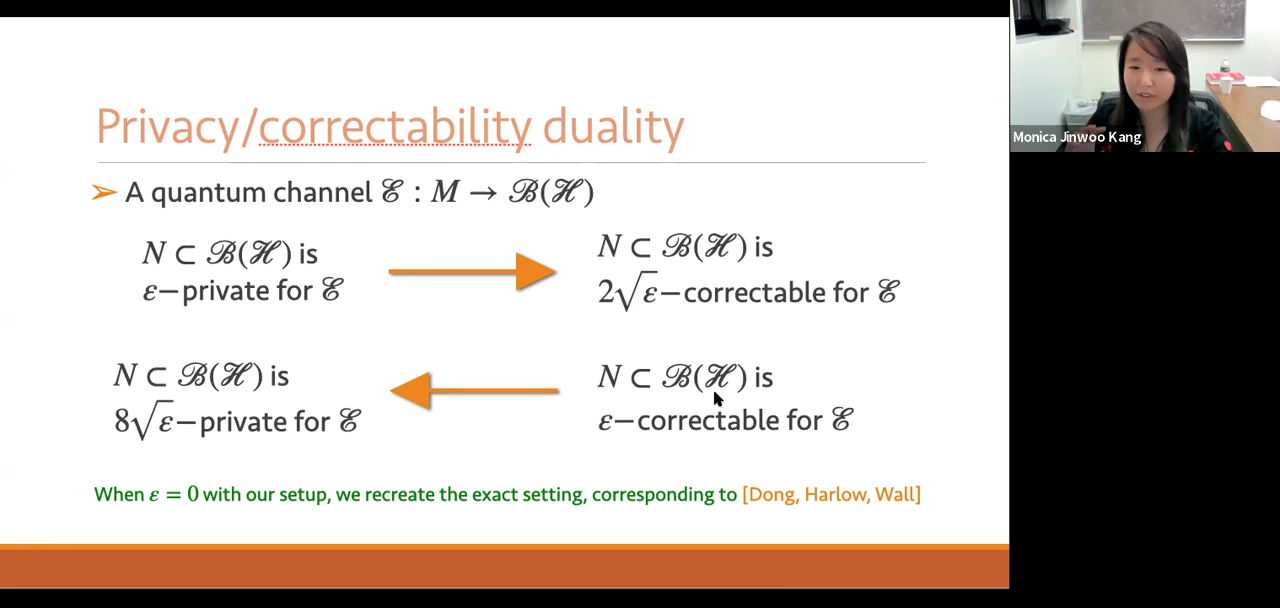 Privacy/correctability duality
➢ A quantum channel ℰ : M → ℬ(ℋ)
N ⊂ ℬ(ℋ) is
ε−private for ℰ
N ⊂ ℬ(ℋ) is
2√ε−correctable for ℰ
N ⊂ ℬ(ℋ) is
8√ε−private for ℰ
N ⊂ ℬ(ℋ) is
ε−correctable for ℰ
When ε = 0 with our setup, we recreate the exact setting, corresponding to [Dong, Harlow, Wall]
Monica Jinwoo Kang